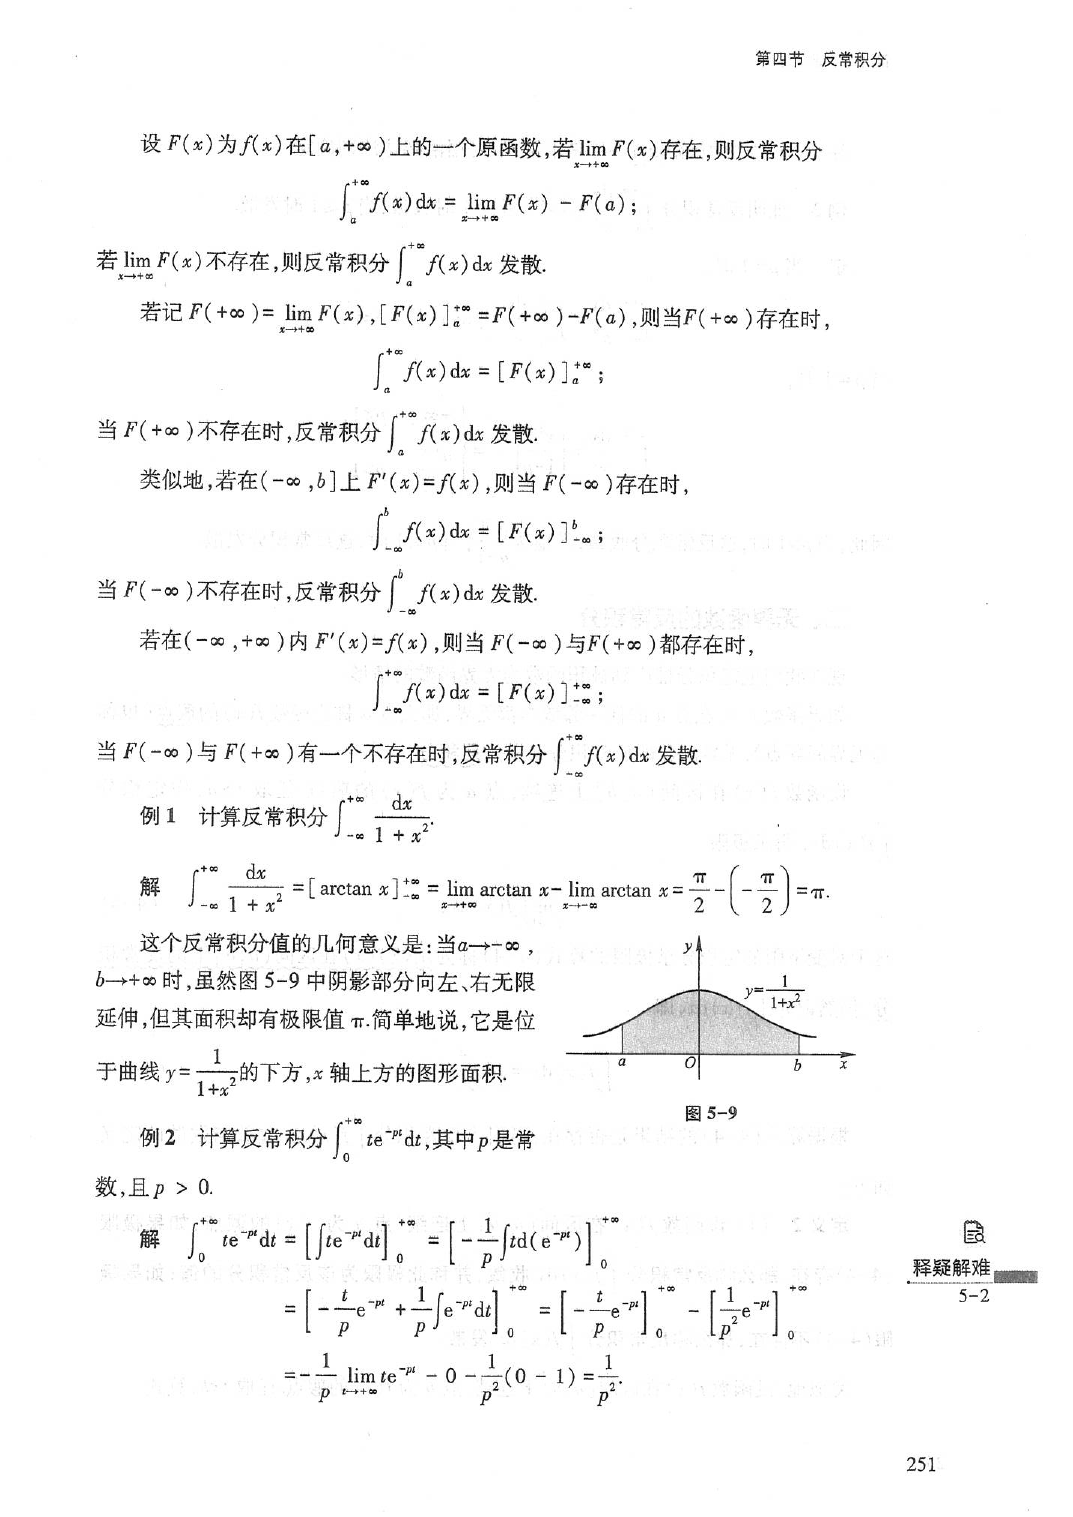 第四节 反常积分
设 F(x)为f(x)在[a,+∞)上的一个原函数,若 lim_{x→+∞} F(x)存在,则反常积分
∫_a^{+∞} f(x)dx = lim_{x→+∞} F(x) - F(a);
若 lim_{x→+∞} F(x)不存在,则反常积分∫_a^{+∞} f(x)dx 发散.
若记 F(+∞)= lim_{x→+∞} F(x),[F(x)]_a^{+∞}=F(+∞)-F(a),则当F(+∞)存在时,
∫_a^{+∞} f(x)dx = [F(x)]_a^{+∞};
当 F(+∞)不存在时,反常积分∫_a^{+∞} f(x)dx 发散.
类似地,若在(-∞,b]上 F'(x)=f(x),则当 F(-∞)存在时,
∫_{-∞}^b f(x)dx = [F(x)]_{-∞}^b;
当 F(-∞)不存在时,反常积分∫_{-∞}^b f(x)dx 发散.
若在(-∞,+∞)内 F'(x)=f(x),则当 F(-∞)与F(+∞)都存在时,
∫_{-∞}^{+∞} f(x)dx = [F(x)]_{-∞}^{+∞};
当 F(-∞)与 F(+∞)有一个不存在时,反常积分∫_{-∞}^{+∞} f(x)dx 发散.
例1 计算反常积分∫_{-∞}^{+∞} dx/(1+x²).
解 ∫_{-∞}^{+∞} dx/(1+x²) =[arctan x]_{-∞}^{+∞} = lim_{x→+∞} arctan x- lim_{x→-∞} arctan x= π/2-(-π/2)=π.
这个反常积分值的几何意义是:当a→-∞,
b→+∞时,虽然图 5-9 中阴影部分向左、右无限
延伸,但其面积却有极限值 π.简单地说,它是位
于曲线 y=1/(1+x²)的下方,x 轴上方的图形面积.
y
y=1/(1+x²)
a O b x
图 5-9
例2 计算反常积分∫_0^{+∞} te^{-pt}dt,其中p是常
数,且p > 0.
解 ∫_0^{+∞} te^{-pt}dt = [∫te^{-pt}dt]_0^{+∞} = [-1/p ∫td(e^{-pt})]_0^{+∞}
=[-t/p e^{-pt} + 1/p ∫e^{-pt}dt]_0^{+∞} = [-t/p e^{-pt}]_0^{+∞} - [1/p² e^{-pt}]_0^{+∞}
=-1/p lim_{t→+∞} te^{-pt} - 0 - 1/p²(0 - 1) = 1/p².
释疑解难
5-2
251